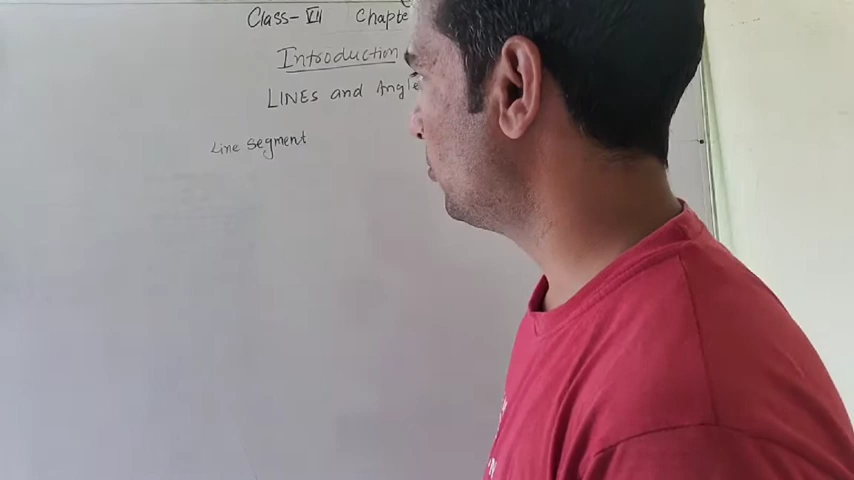 Class-VII Chapte
Introduction
LINEs and Angle
Line segment